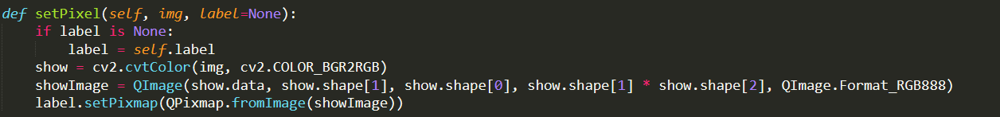 def setPixel(self, img, label=None):
    if label is None:
        label = self.label
    show = cv2.cvtColor(img, cv2.COLOR_BGR2RGB)
    showImage = QImage(show.data, show.shape[1], show.shape[0], show.shape[1] * show.shape[2], QImage.Format_RGB888)
    label.setPixmap(QPixmap.fromImage(showImage))